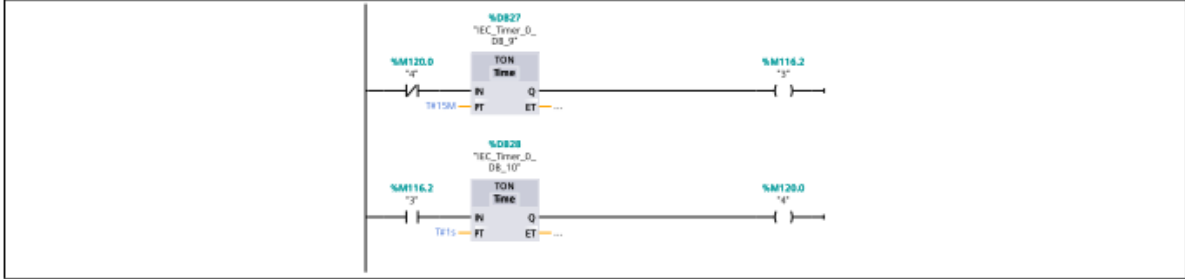 %DB27
"IEC_Timer_0_
DB_9"
%M120.0
"4"
TON
Time
%M116.2
"3"
IN
Q
T#15M
PT
ET
...
%DB28
"IEC_Timer_0_
DB_10"
%M116.2
"3"
TON
Time
%M120.0
"4"
IN
Q
T#1s
PT
ET
...